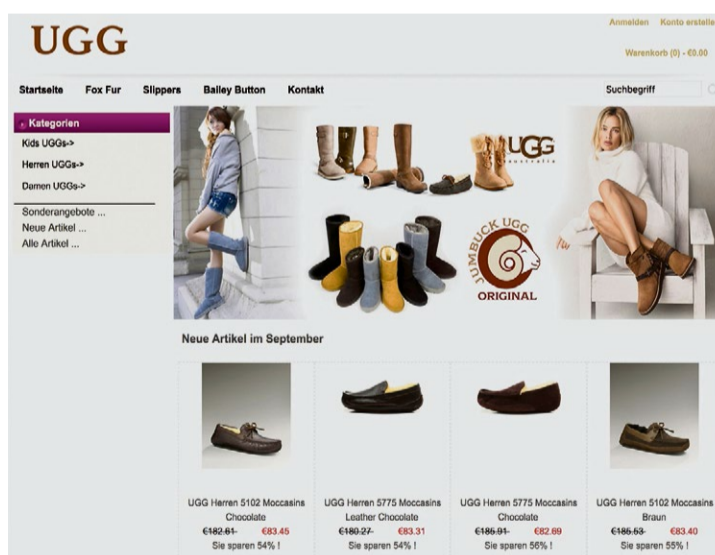 UGG
Anmelden Konto erstelle
Warenkorb (0) - €0.00
Startseite Fox Fur Slippers Bailey Button Kontakt
Suchbegriff
Kategorien
Kids UGGs->
Herren UGGs->
Damen UGGs->
Sonderangebote ...
Neue Artikel ...
Alle Artikel ...
UGG
australia
JUMBUCK UGG
ORIGINAL
Neue Artikel im September
UGG Herren 5102 Moccasins
Chocolate
€182.61 €83.45
Sie sparen 54% !
UGG Herren 5775 Moccasins
Leather Chocolate
€180.27 €83.31
Sie sparen 54% !
UGG Herren 5775 Moccasins
Chocolate
€185.91 €82.69
Sie sparen 56% !
UGG Herren 5102 Moccasins
Braun
€185.53 €83.40
Sie sparen 55% !